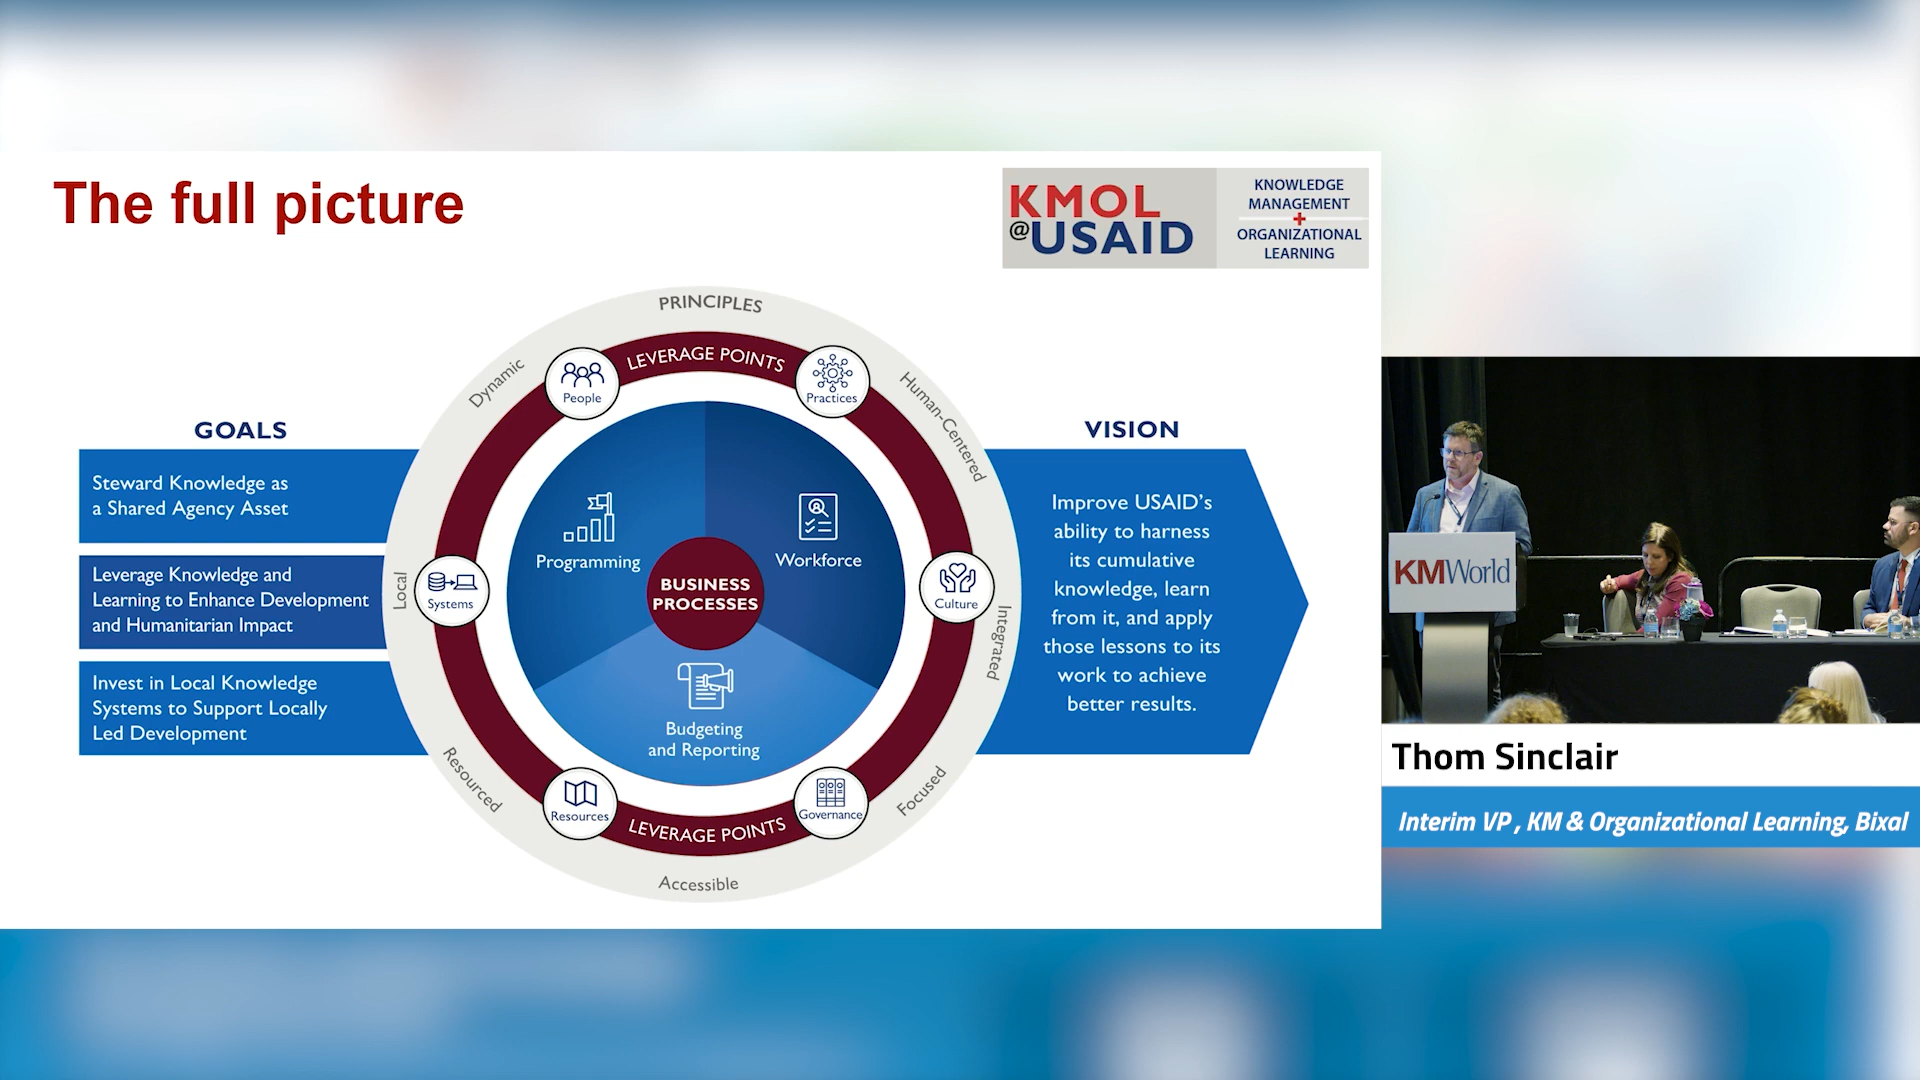 The full picture
KMOL
@USAID
KNOWLEDGE
MANAGEMENT
+
ORGANIZATIONAL
LEARNING
GOALS
Steward Knowledge as
a Shared Agency Asset
Leverage Knowledge and
Learning to Enhance Development
and Humanitarian Impact
Invest in Local Knowledge
Systems to Support Locally
Led Development
PRINCIPLES
Dynamic
Human-Centered
Local
Integrated
Resourced
Focused
Accessible
LEVERAGE POINTS
People
Practices
Systems
Culture
Resources
Governance
LEVERAGE POINTS
Programming
Workforce
BUSINESS
PROCESSES
Budgeting
and Reporting
VISION
Improve USAID’s
ability to harness
its cumulative
knowledge, learn
from it, and apply
those lessons to its
work to achieve
better results.
KMWorld
Thom Sinclair
Interim VP , KM & Organizational Learning, Bixal